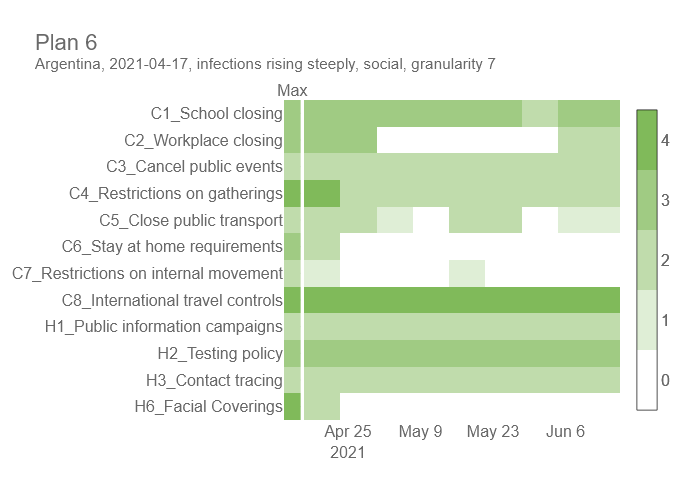 Plan 6
Argentina, 2021-04-17, infections rising steeply, social, granularity 7
Max
C1_School closing
C2_Workplace closing
C3_Cancel public events
C4_Restrictions on gatherings
C5_Close public transport
C6_Stay at home requirements
C7_Restrictions on internal movement
C8_International travel controls
H1_Public information campaigns
H2_Testing policy
H3_Contact tracing
H6_Facial Coverings
4
3
2
1
0
Apr 25 May 9 May 23 Jun 6
2021